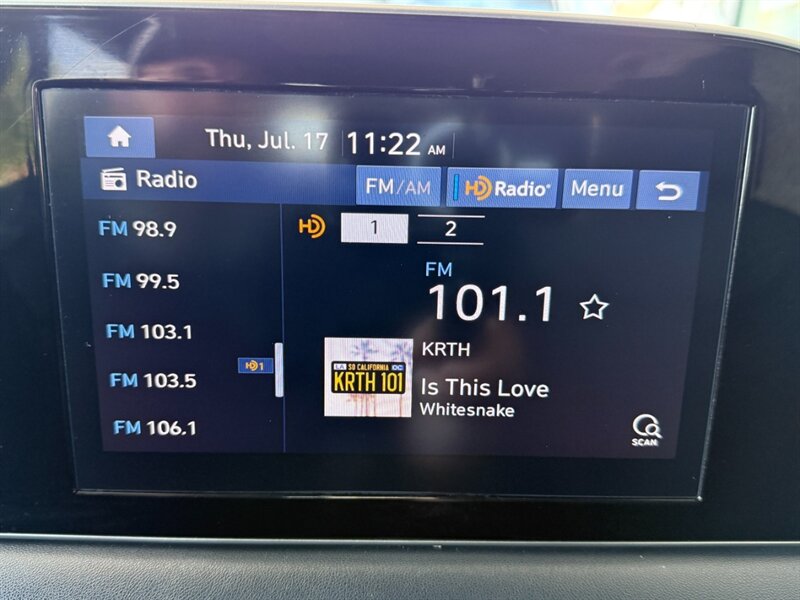 Thu, Jul. 17 11:22 AM
Radio FM/AM HD Radio® Menu
FM 98.9
FM 99.5
FM 103.1
FM 103.5 HD1
FM 106.1
HD 1 2
FM
101.1
KRTH
LA SO CALIFORNIA OC
KRTH 101
Is This Love
Whitesnake
SCAN